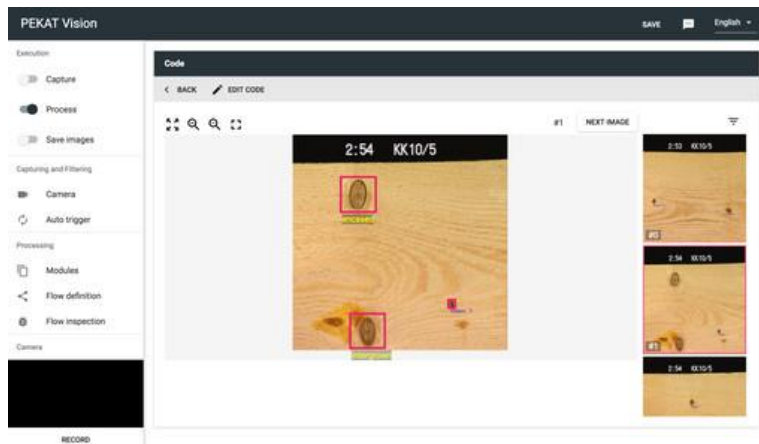 PEKAT Vision
SAVE
English
Execution
Capture
Process
Save images
Capturing and Filtering
Camera
Auto trigger
Processing
Modules
Flow definition
Flow inspection
Camera
RECORD
Code
BACK
EDIT CODE
#1
NEXT IMAGE
2:54 KK10/5
2:53 KK10/5
#0
2:54 KK10/5
#1
2:54 KK10/5